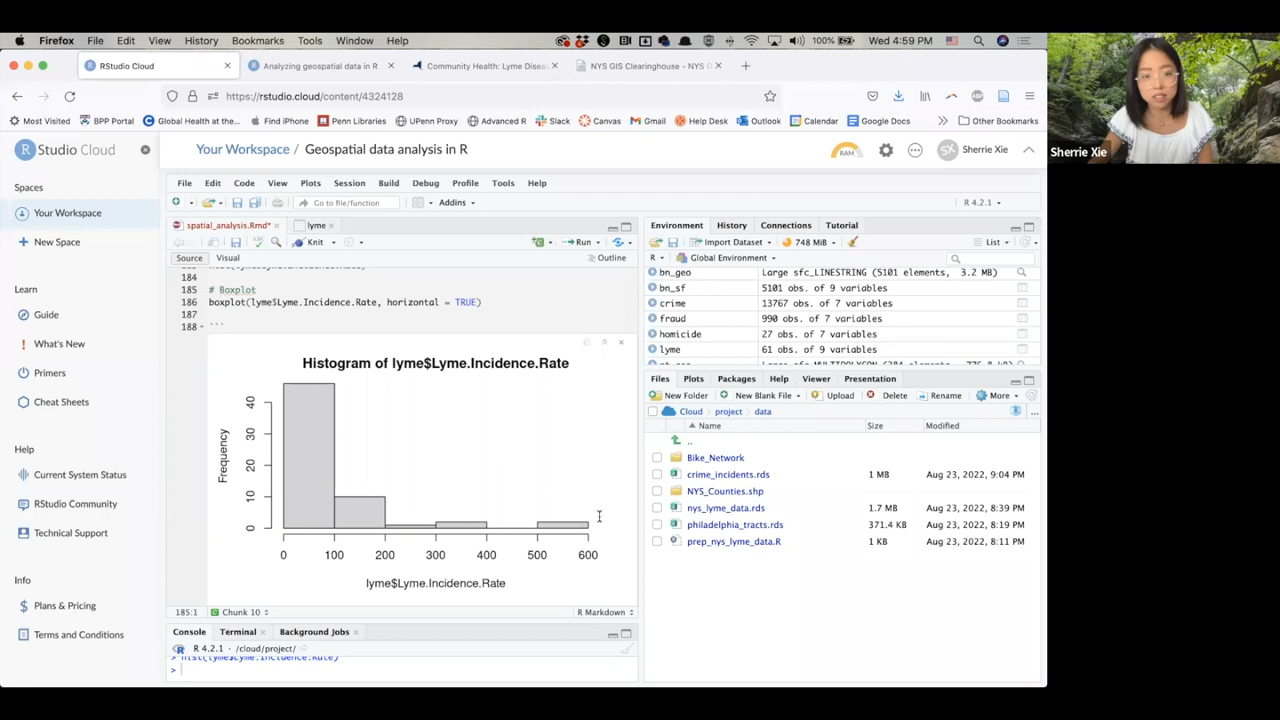 Firefox File Edit View History Bookmarks Tools Window Help 100% Wed 4:59 PM
RStudio Cloud Analyzing geospatial data in R Community Health: Lyme Disea NYS GIS Clearinghouse - NYS G
https://rstudio.cloud/content/4324128
Most Visited BPP Portal Global Health at the... Find iPhone Penn Libraries UPenn Proxy Advanced R Slack Canvas Gmail Help Desk Outlook Calendar Google Docs Other Bookmarks
R Studio Cloud
Your Workspace / Geospatial data analysis in R
RAM
SX Sherrie Xie
Sherrie Xie
Spaces
Your Workspace
New Space
Learn
Guide
What's New
Primers
Cheat Sheets
Help
Current System Status
RStudio Community
Technical Support
Info
Plans & Pricing
Terms and Conditions
File Edit Code View Plots Session Build Debug Profile Tools Help
Go to file/function Addins R 4.2.1
spatial_analysis.Rmd* lyme
Knit Run
Source Visual Outline
184
185 # Boxplot
186 boxplot(lyme$Lyme.Incidence.Rate, horizontal = TRUE)
187
188 ```
Histogram of lyme$Lyme.Incidence.Rate
Frequency
40
30
20
10
0
0 100 200 300 400 500 600
lyme$Lyme.Incidence.Rate
185:1 Chunk 10 R Markdown
Console Terminal Background Jobs
R 4.2.1 · /cloud/project/
> hist(lyme$Lyme.Incidence.Rate)
>
Environment History Connections Tutorial
Import Dataset 748 MiB List
R Global Environment
bn_geo Large sfc_LINESTRING (5101 elements, 3.2 MB)
bn_sf 5101 obs. of 9 variables
crime 13767 obs. of 7 variables
fraud 990 obs. of 7 variables
homicide 27 obs. of 7 variables
lyme 61 obs. of 9 variables
Files Plots Packages Help Viewer Presentation
New Folder New Blank File Upload Delete Rename More
Cloud project data
Name Size Modified
..
Bike_Network
crime_incidents.rds 1 MB Aug 23, 2022, 9:04 PM
NYS_Counties.shp
nys_lyme_data.rds 1.7 MB Aug 23, 2022, 8:39 PM
philadelphia_tracts.rds 371.4 KB Aug 23, 2022, 8:19 PM
prep_nys_lyme_data.R 1 KB Aug 23, 2022, 8:11 PM